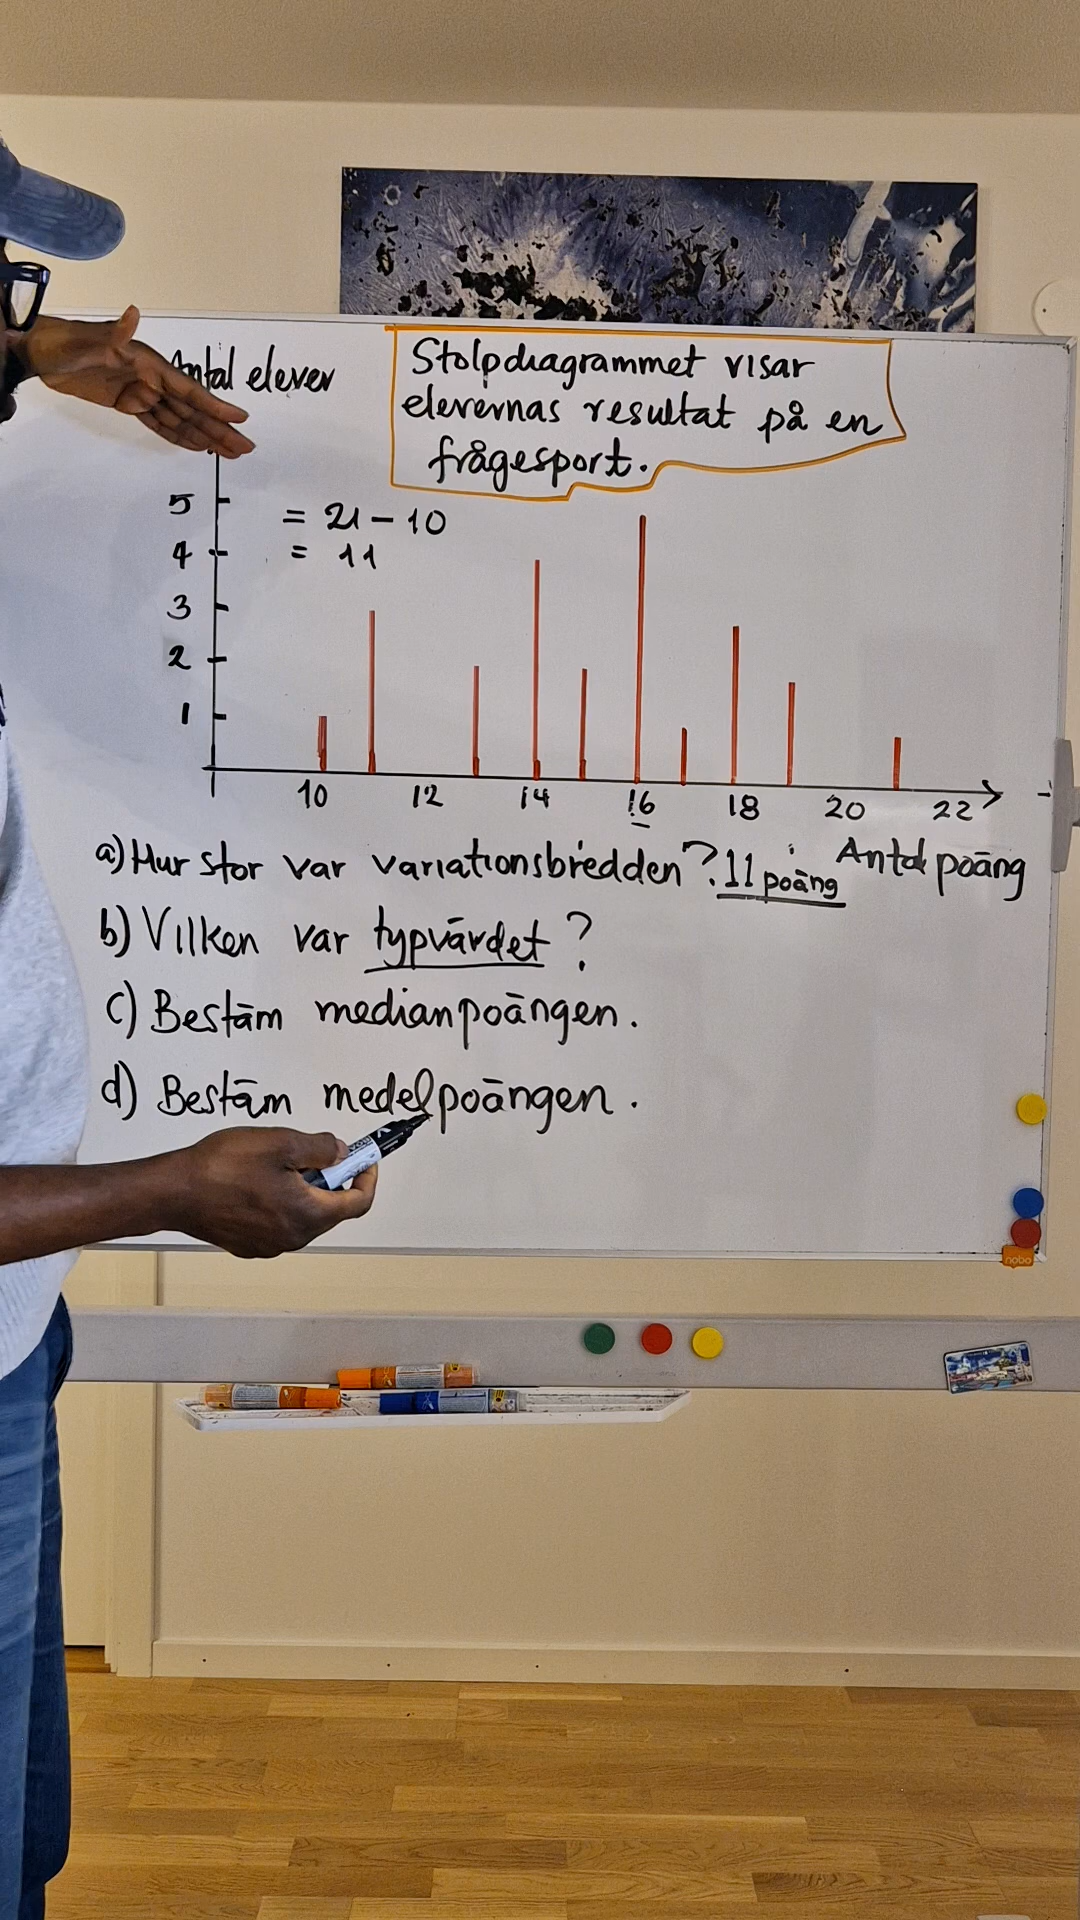 Antal elever
Stolpdiagrammet visar
elevernas resultat på en
frågesport.
5
4
3
2
1
= 21 - 10
= 11
10 12 14 16 18 20 22
Antal poäng
a) Hur stor var variationsbredden? 11 poäng
b) Vilken var typvärdet?
c) Bestäm medianpoängen.
d) Bestäm medelpoängen.
nobo